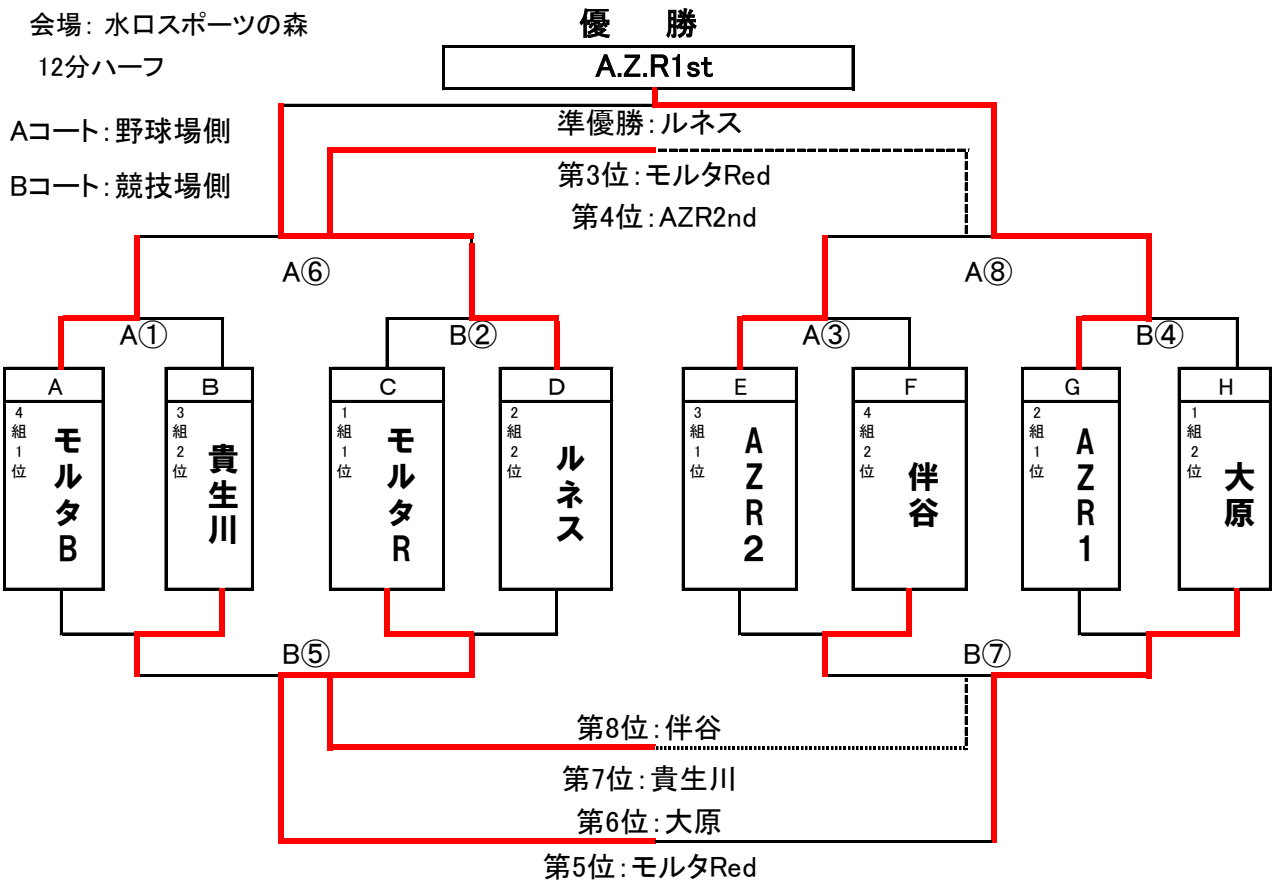 会場：水口スポーツの森
優　勝
12分ハーフ
A.Z.R1st
Aコート：野球場側
準優勝：ルネス
Bコート：競技場側
第3位：モルタRed
第4位：AZR2nd
A⑥
A⑧
A①
B②
A③
B④
A
B
C
D
E
F
G
H
4組1位
モルタB
3組2位
貴生川
1組1位
モルタR
2組2位
ルネス
3組1位
AZR2
4組2位
伴谷
2組1位
AZR1
1組2位
大原
B⑤
B⑦
第8位：伴谷
第7位：貴生川
第6位：大原
第5位：モルタRed